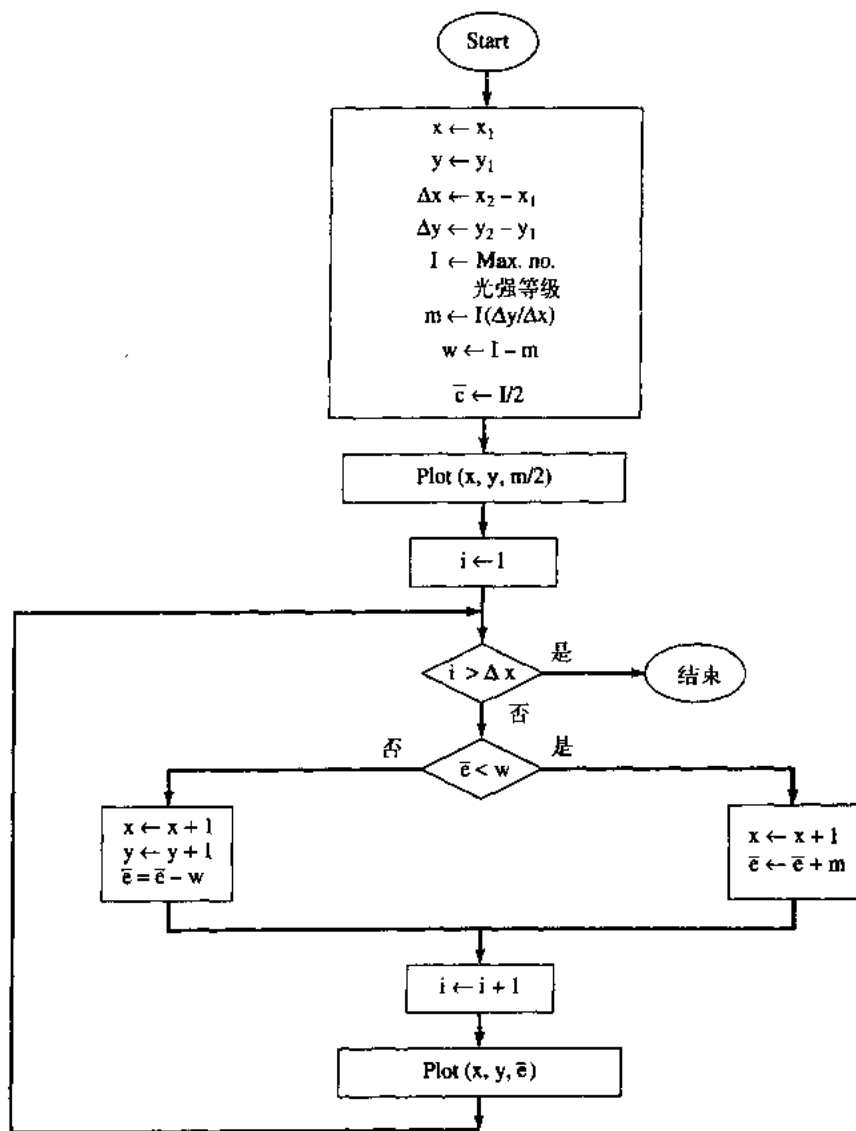 Start
x ← x₁
y ← y₁
Δx ← x₂ − x₁
Δy ← y₂ − y₁
I ← Max. no.
光强等级
m ← I(Δy/Δx)
w ← I − m
e̅ ← I/2
Plot (x, y, m/2)
i ← 1
i > Δx
是
结束
否
否
e̅ < w
是
x ← x + 1
y ← y + 1
e̅ = e̅ − w
x ← x + 1
e̅ ← e̅ + m
i ← i + 1
Plot (x, y, e̅)